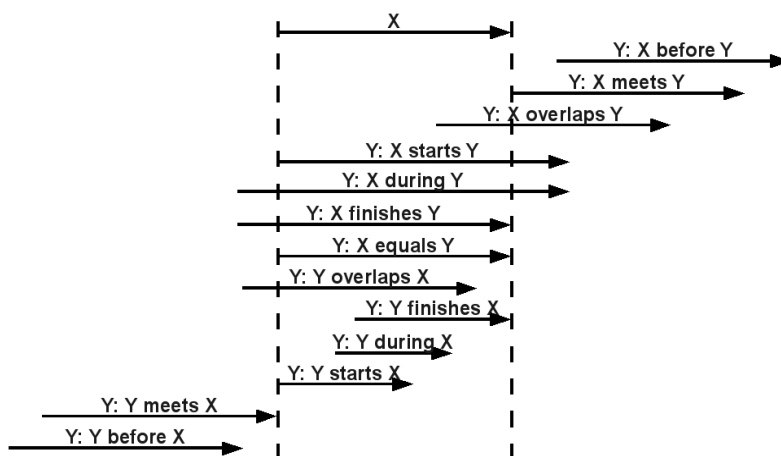 X
Y: X before Y
Y: X meets Y
Y: X overlaps Y
Y: X starts Y
Y: X during Y
Y: X finishes Y
Y: X equals Y
Y: Y overlaps X
Y: Y finishes X
Y: Y during X
Y: Y starts X
Y: Y meets X
Y: Y before X